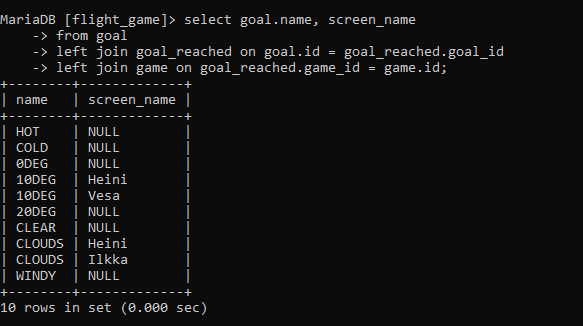 MariaDB [flight_game]> select goal.name, screen_name
    -> from goal
    -> left join goal_reached on goal.id = goal_reached.goal_id
    -> left join game on goal_reached.game_id = game.id;
+--------+-------------+
| name   | screen_name |
+--------+-------------+
| HOT    | NULL        |
| COLD   | NULL        |
| 0DEG   | NULL        |
| 10DEG  | Heini       |
| 10DEG  | Vesa        |
| 20DEG  | NULL        |
| CLEAR  | NULL        |
| CLOUDS | Heini       |
| CLOUDS | Ilkka       |
| WINDY  | NULL        |
+--------+-------------+
10 rows in set (0.000 sec)